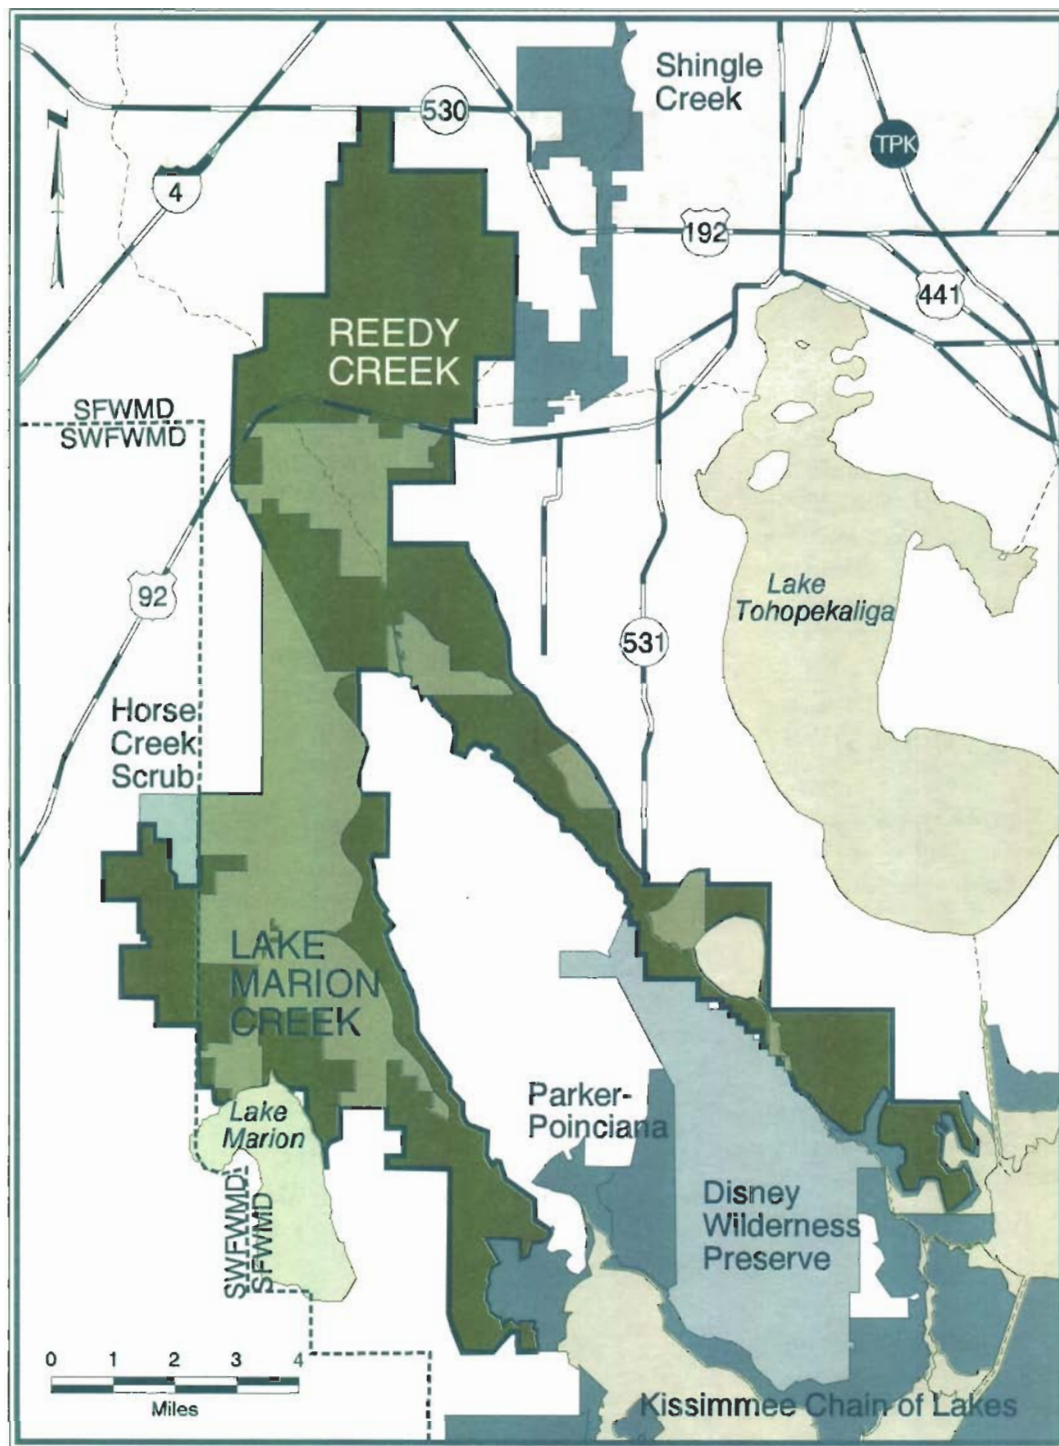 Shingle
Creek
530
TPK
N
4
192
441
REEDY
CREEK
SFWMD
SWFWMD
92
Lake
Tohopekaliga
531
Horse
Creek
Scrub
LAKE
MARION
CREEK
Parker-
Poinciana
Lake
Marion
Disney
Wilderness
Preserve
SWFWMD
SFWMD
0 1 2 3 4
Miles
Kissimmee Chain of Lakes